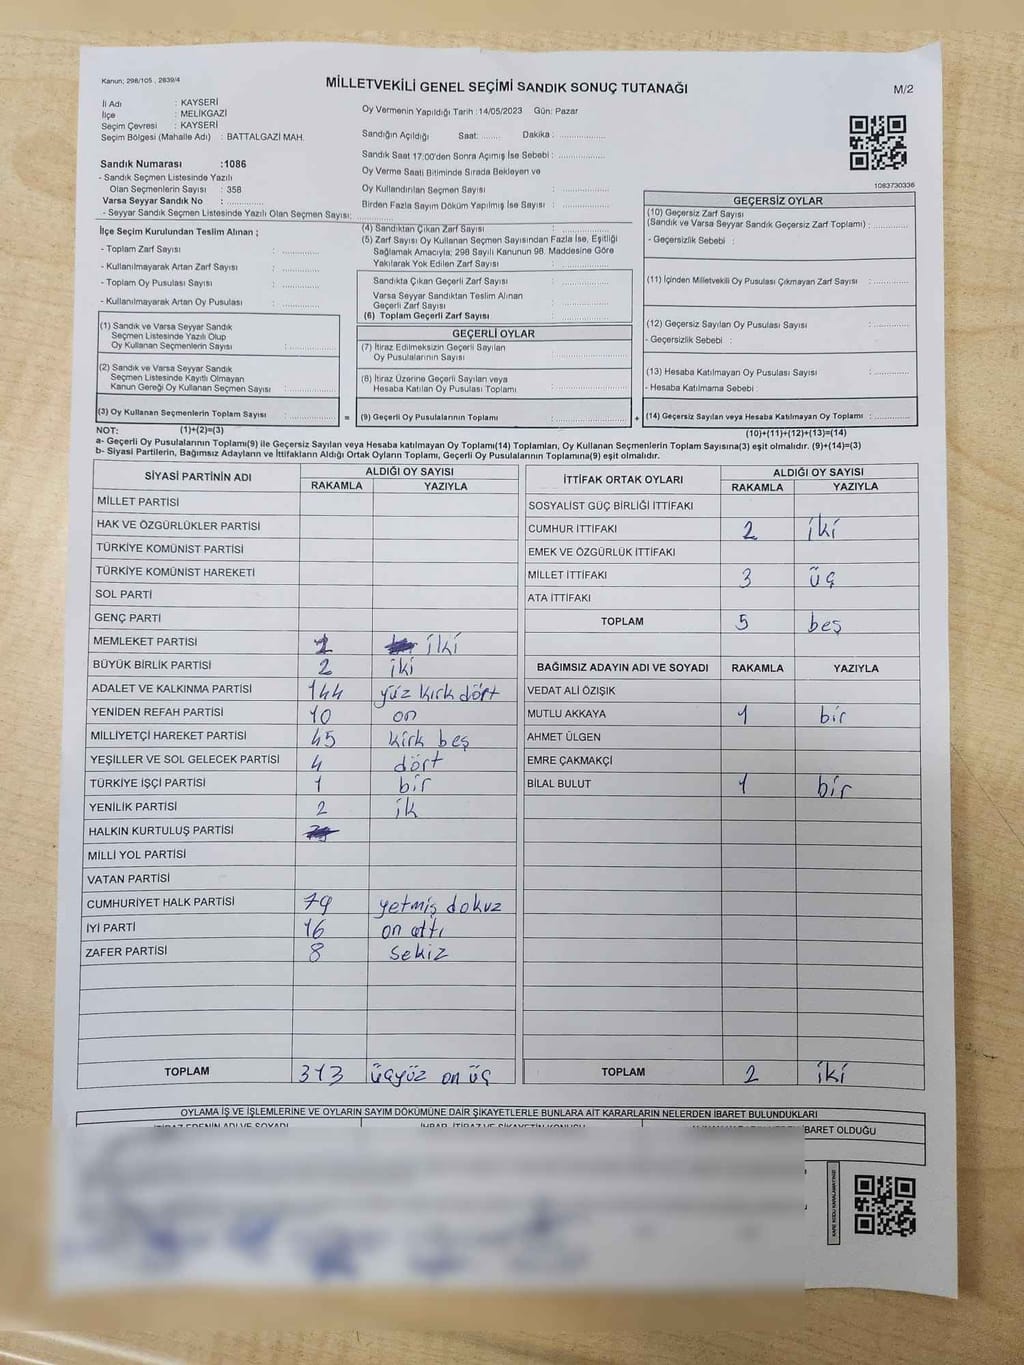 Kanun; 298/105 , 2839/4
MİLLETVEKİLİ GENEL SEÇİMİ SANDIK SONUÇ TUTANAĞI
M/2
İl Adı : KAYSERİ
İlçe : MELİKGAZİ
Seçim Çevresi : KAYSERİ
Seçim Bölgesi (Mahalle Adı) : BATTALGAZİ MAH.
Sandık Numarası :1086
- Sandık Seçmen Listesinde Yazılı
Olan Seçmenlerin Sayısı : 358
Varsa Seyyar Sandık No : ..............
- Seyyar Sandık Seçmen Listesinde Yazılı Olan Seçmen Sayısı; ..............
Oy Vermenin Yapıldığı Tarih : 14/05/2023 Gün: Pazar
Sandığın Açıldığı Saat: ....... Dakika : ..............
Sandık Saat 17:00'den Sonra Açımış İse Sebebi : ..............
Oy Verme Saati Bitiminde Sırada Bekleyen ve
Oy Kullandırılan Seçmen Sayısı : ..............
Birden Fazla Sayım Döküm Yapılmış İse Sayısı : ..............
1083730336
İlçe Seçim Kurulundan Teslim Alınan ;
- Toplam Zarf Sayısı : ..............
- Kullanılmayarak Artan Zarf Sayısı : ..............
- Toplam Oy Pusulası Sayısı : ..............
- Kullanılmayarak Artan Oy Pusulası : ..............
(1) Sandık ve Varsa Seyyar Sandık
Seçmen Listesinde Yazılı Olup
Oy Kullanan Seçmenlerin Sayısı : ..............
(2) Sandık ve Varsa Seyyar Sandık
Seçmen Listesinde Kayıtlı Olmayan
Kanun Gereği Oy Kullanan Seçmen Sayısı : ..............
(3) Oy Kullanan Seçmenlerin Toplam Sayısı : ..............
(4) Sandıktan Çıkan Zarf Sayısı : ..............
(5) Zarf Sayısı Oy Kullanan Seçmen Sayısından Fazla İse, Eşitliği
Sağlamak Amacıyla; 298 Sayılı Kanunun 98. Maddesine Göre
Yakılarak Yok Edilen Zarf Sayısı : ..............
Sandıkta Çıkan Geçerli Zarf Sayısı : ..............
Varsa Seyyar Sandıktan Teslim Alınan
Geçerli Zarf Sayısı : ..............
(6) Toplam Geçerli Zarf Sayısı : ..............
GEÇERLİ OYLAR
(7) İtiraz Edilmeksizin Geçerli Sayılan
Oy Pusulalarının Sayısı : ..............
(8) İtiraz Üzerine Geçerli Sayılan veya
Hesaba Katılan Oy Pusulası Toplamı : ..............
= (9) Geçerli Oy Pusulalarının Toplamı : ..............
GEÇERSİZ OYLAR
(10) Geçersiz Zarf Sayısı
(Sandık ve Varsa Seyyar Sandık Geçersiz Zarf Toplamı) : ..............
- Geçersizlik Sebebi :
(11) İçinden Milletvekili Oy Pusulası Çıkmayan Zarf Sayısı : ..............
(12) Geçersiz Sayılan Oy Pusulası Sayısı : ..............
- Geçersizlik Sebebi :
(13) Hesaba Katılmayan Oy Pusulası Sayısı : ..............
- Hesaba Katılmama Sebebi :
+ (14) Geçersiz Sayılan veya Hesaba Katılmayan Oy Toplamı : ..............
NOT: (1)+(2)=(3) (10)+(11)+(12)+(13)=(14)
a- Geçerli Oy Pusulalarının Toplamı(9) ile Geçersiz Sayılan veya Hesaba katılmayan Oy Toplamı(14) Toplamları, Oy Kullanan Seçmenlerin Toplam Sayısına(3) eşit olmalıdır. (9)+(14)=(3)
b- Siyasi Partilerin, Bağımsız Adayların ve İttifakların Aldığı Ortak Oyların Toplamı, Geçerli Oy Pusulalarının Toplamına(9) eşit olmalıdır.
SİYASİ PARTİNİN ADI ALDIĞI OY SAYISI
RAKAMLA YAZIYLA
MİLLET PARTİSİ
HAK VE ÖZGÜRLÜKLER PARTİSİ
TÜRKİYE KOMÜNİST PARTİSİ
TÜRKİYE KOMÜNİST HAREKETİ
SOL PARTİ
GENÇ PARTİ
MEMLEKET PARTİSİ 2 iki
BÜYÜK BİRLİK PARTİSİ 2 iki
ADALET VE KALKINMA PARTİSİ 144 yüz kırk dört
YENİDEN REFAH PARTİSİ 10 on
MİLLİYETÇİ HAREKET PARTİSİ 45 kırk beş
YEŞİLLER VE SOL GELECEK PARTİSİ 4 dört
TÜRKİYE İŞÇİ PARTİSİ 1 bir
YENİLİK PARTİSİ 2 ik
HALKIN KURTULUŞ PARTİSİ
MİLLİ YOL PARTİSİ
VATAN PARTİSİ
CUMHURİYET HALK PARTİSİ 79 yetmiş dokuz
İYİ PARTİ 16 on altı
ZAFER PARTİSİ 8 sekiz
TOPLAM 313 üçyüz on üç
İTTİFAK ORTAK OYLARI ALDIĞI OY SAYISI
RAKAMLA YAZIYLA
SOSYALİST GÜÇ BİRLİĞİ İTTİFAKI
CUMHUR İTTİFAKI 2 iki
EMEK VE ÖZGÜRLÜK İTTİFAKI
MİLLET İTTİFAKI 3 üç
ATA İTTİFAKI
TOPLAM 5 beş
BAĞIMSIZ ADAYIN ADI VE SOYADI RAKAMLA YAZIYLA
VEDAT ALİ ÖZIŞIK
MUTLU AKKAYA 1 bir
AHMET ÜLGEN
EMRE ÇAKMAKÇİ
BİLAL BULUT 1 bir
TOPLAM 2 iki
OYLAMA İŞ VE İŞLEMLERİNE VE OYLARIN SAYIM DÖKÜMÜNE DAİR ŞİKAYETLERLE BUNLARA AİT KARARLARIN NELERDEN İBARET BULUNDUKLARI
İTİRAZ EDENİN ADI VE SOYADI İHBAR, İTİRAZ VE ŞİKAYETİN KONUSU
BARET OLDUĞU